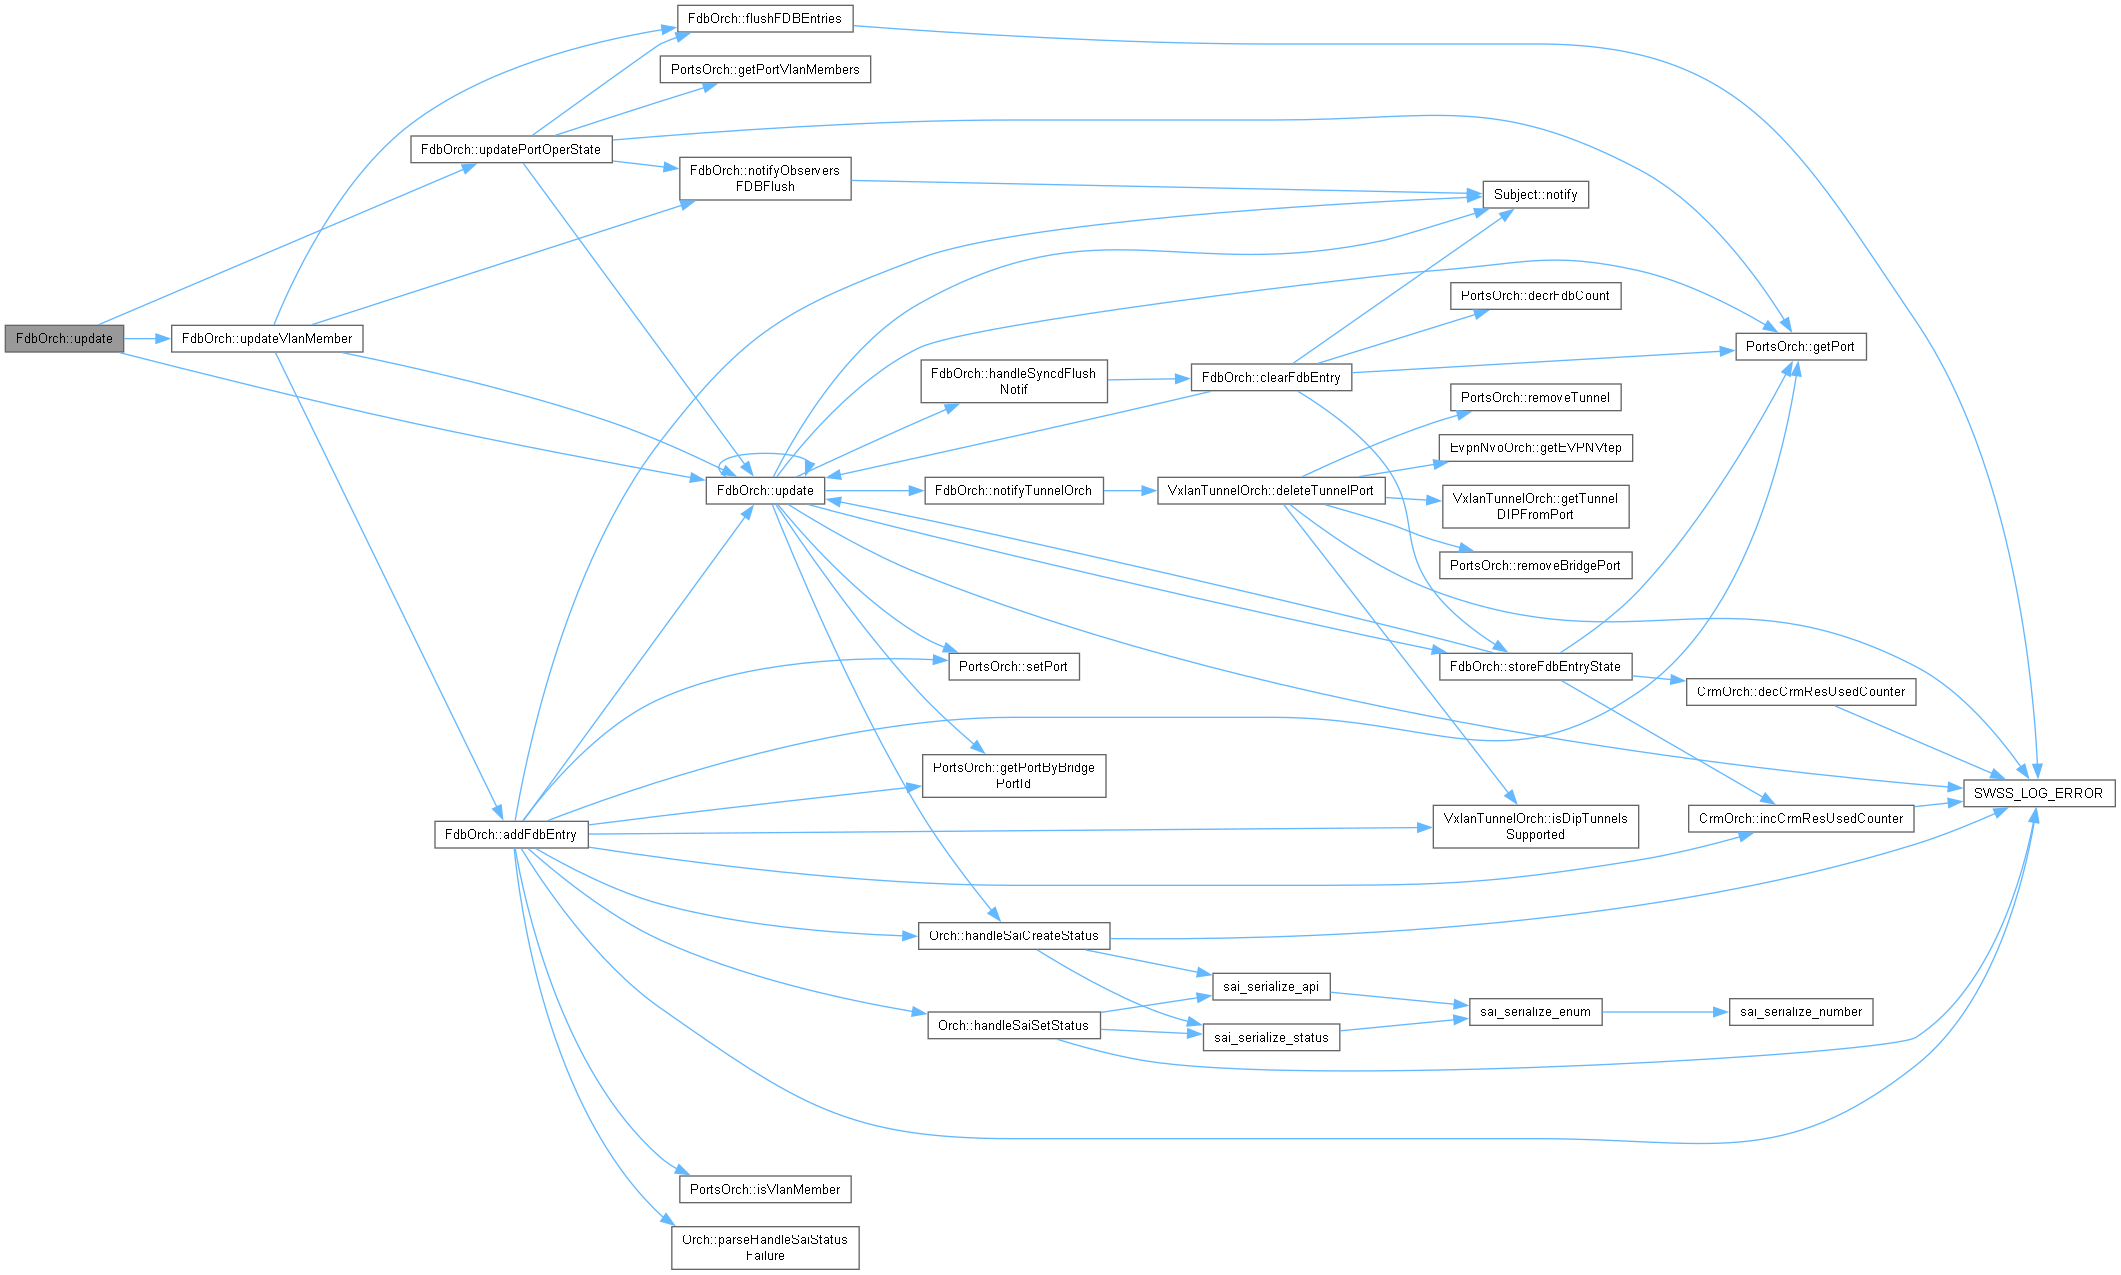 FdbOrch::flushFDBEntries
PortsOrch::getPortVlanMembers
FdbOrch::updatePortOperState
FdbOrch::notifyObservers
FDBFlush
Subject::notify
PortsOrch::decrFdbCount
FdbOrch::update
FdbOrch::updateVlanMember
PortsOrch::getPort
FdbOrch::handleSyncdFlush
Notif
FdbOrch::clearFdbEntry
PortsOrch::removeTunnel
EvpnNvoOrch::getEVPNVtep
FdbOrch::update
FdbOrch::notifyTunnelOrch
VxlanTunnelOrch::deleteTunnelPort
VxlanTunnelOrch::getTunnel
DIPFromPort
PortsOrch::removeBridgePort
PortsOrch::setPort
FdbOrch::storeFdbEntryState
CrmOrch::decCrmResUsedCounter
PortsOrch::getPortByBridge
PortId
SWSS_LOG_ERROR
FdbOrch::addFdbEntry
VxlanTunnelOrch::isDipTunnels
Supported
CrmOrch::incCrmResUsedCounter
Orch::handleSaiCreateStatus
sai_serialize_api
Orch::handleSaiSetStatus
sai_serialize_status
sai_serialize_enum
sai_serialize_number
PortsOrch::isVlanMember
Orch::parseHandleSaiStatus
Failure